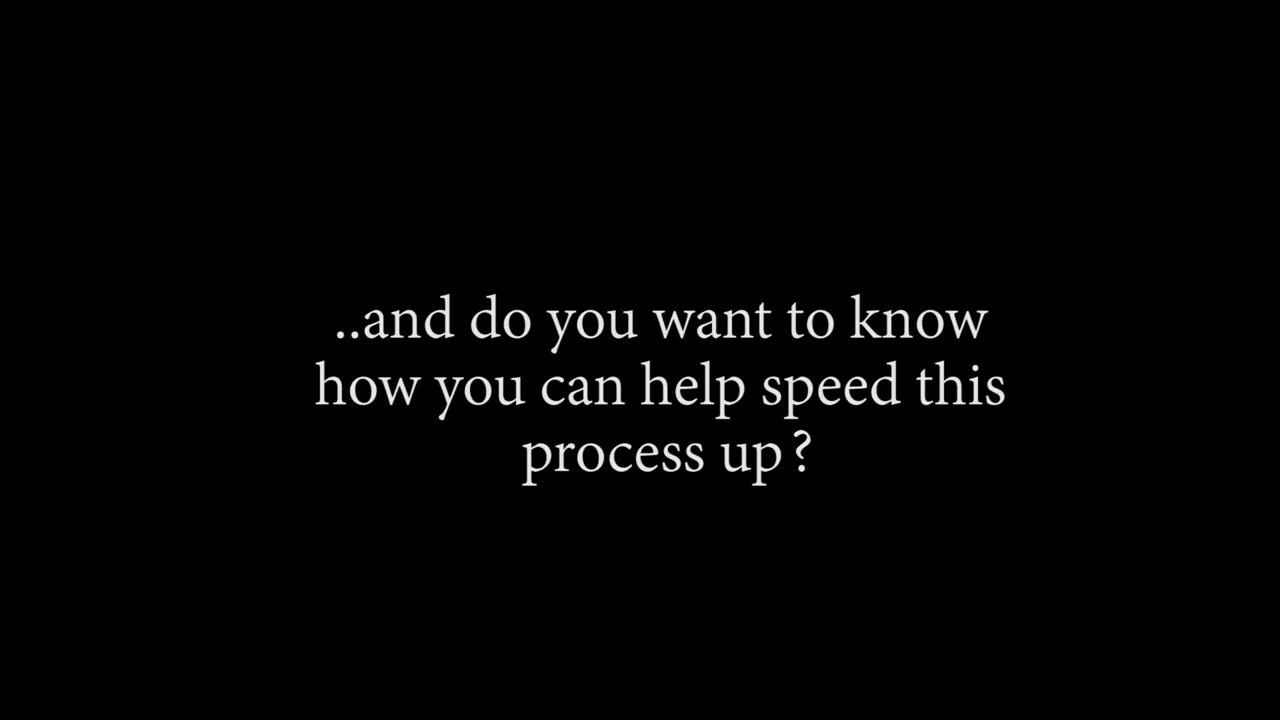 ..and do you want to know
how you can help speed this
process up?